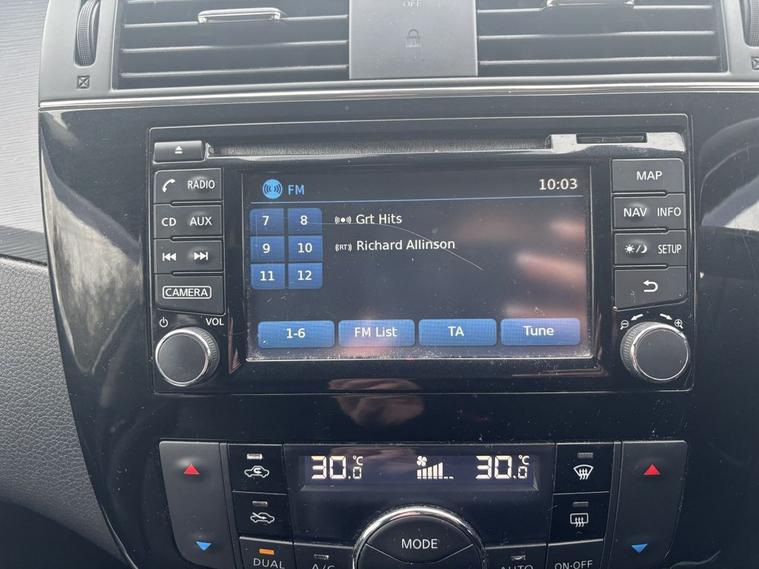 OFF
RADIO
CD AUX
CAMERA
VOL
FM 10:03
7 8 Grt Hits
9 10 (RT) Richard Allinson
11 12
1-6 FM List TA Tune
MAP
NAV INFO
SETUP
30.0°C 30.0°C
MODE
DUAL A/C AUTO ON·OFF